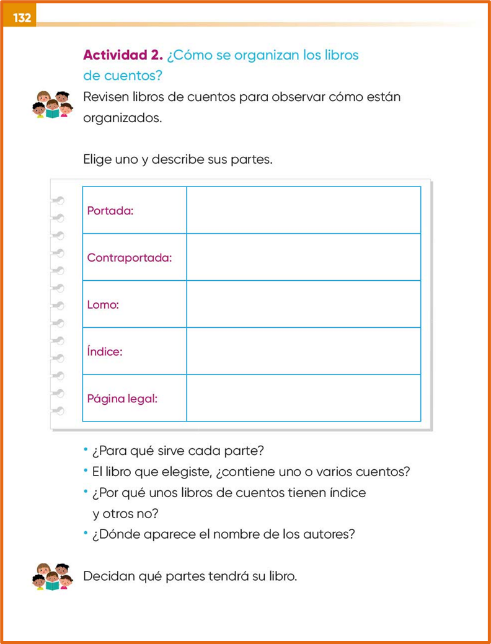 132
Actividad 2. ¿Cómo se organizan los libros
de cuentos?
Revisen libros de cuentos para observar cómo están
organizados.
Elige uno y describe sus partes.
Portada:
Contraportada:
Lomo:
Índice:
Página legal:
• ¿Para qué sirve cada parte?
• El libro que elegiste, ¿contiene uno o varios cuentos?
• ¿Por qué unos libros de cuentos tienen índice
y otros no?
• ¿Dónde aparece el nombre de los autores?
Decidan qué partes tendrá su libro.